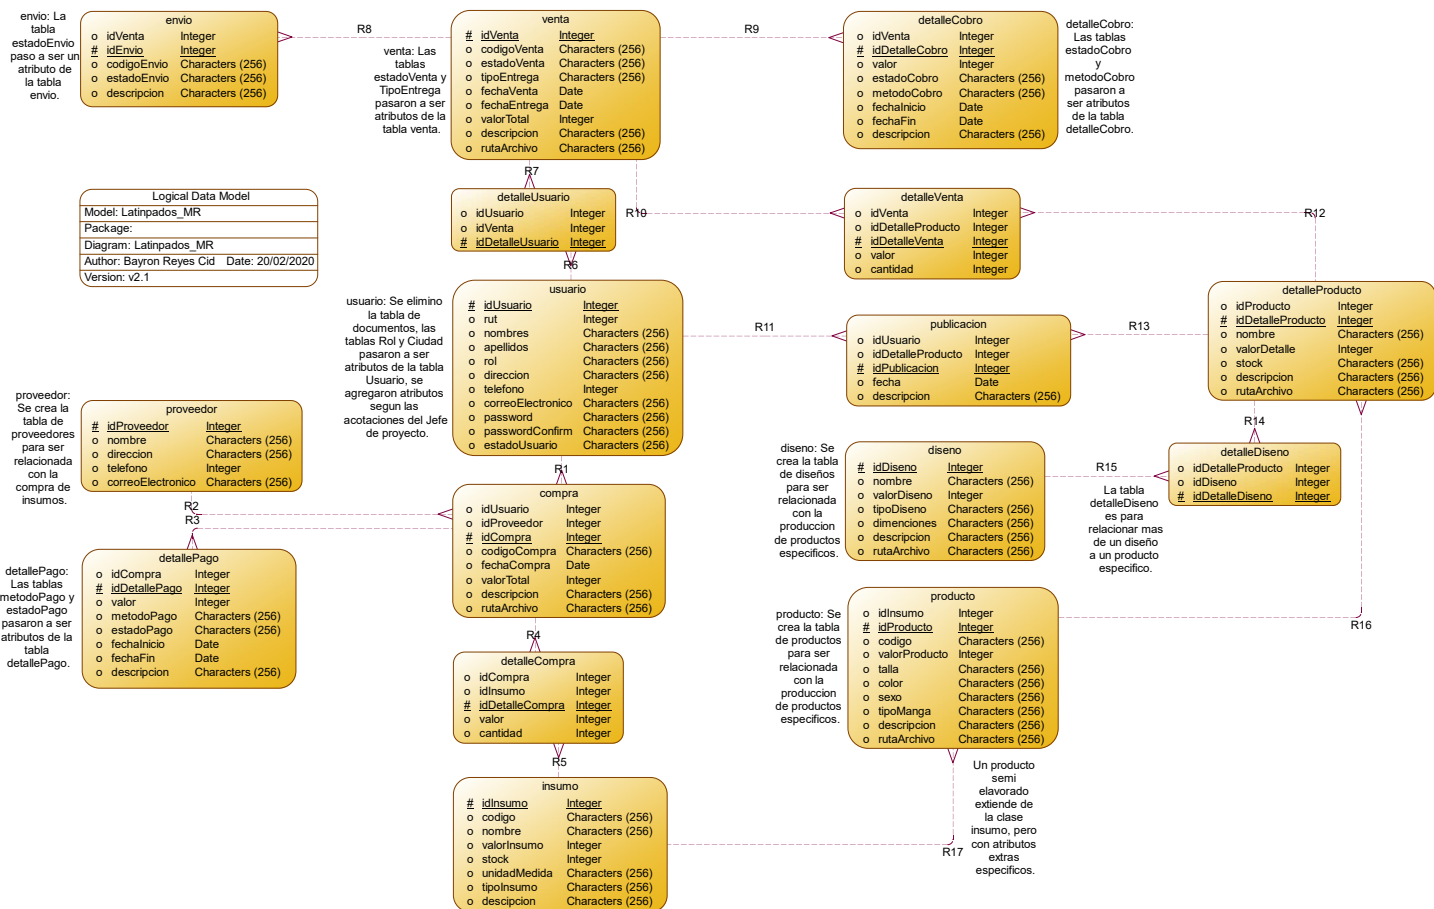 envio: La
tabla
estadoEnvio
paso a ser un
atributo de
la tabla
envio.
envio
o idVenta Integer
# idEnvio Integer
o codigoEnvio Characters (256)
o estadoEnvio Characters (256)
o descripcion Characters (256)
R8
venta: Las
tablas
estadoVenta y
TipoEntrega
pasaron a ser
atributos de la
tabla venta.
venta
# idVenta Integer
o codigoVenta Characters (256)
o estadoVenta Characters (256)
o tipoEntrega Characters (256)
o fechaVenta Date
o fechaEntrega Date
o valorTotal Integer
o descripcion Characters (256)
o rutaArchivo Characters (256)
R9
detalleCobro
o idVenta Integer
# idDetalleCobro Integer
o valor Integer
o estadoCobro Characters (256)
o metodoCobro Characters (256)
o fechaInicio Date
o fechaFin Date
o descripcion Characters (256)
detalleCobro:
Las tablas
estadoCobro
y
metodoCobro
pasaron a
ser atributos
de la tabla
detalleCobro.
Logical Data Model
Model: Latinpados_MR
Package:
Diagram: Latinpados_MR
Author: Bayron Reyes Cid Date: 20/02/2020
Version: v2.1
R7
detalleUsuario
o idUsuario Integer
o idVenta Integer
# idDetalleUsuario Integer
R10
R6
detalleVenta
o idVenta Integer
o idDetalleProducto Integer
# idDetalleVenta Integer
o valor Integer
o cantidad Integer
R12
usuario: Se elimino
la tabla de
documentos, las
tablas Rol y Ciudad
pasaron a ser
atributos de la tabla
Usuario, se
agregaron atributos
segun las
acotaciones del Jefe
de proyecto.
usuario
# idUsuario Integer
o rut Integer
o nombres Characters (256)
o apellidos Characters (256)
o rol Characters (256)
o direccion Characters (256)
o telefono Integer
o correoElectronico Characters (256)
o password Characters (256)
o passwordConfirm Characters (256)
o estadoUsuario Characters (256)
R11
publicacion
o idUsuario Integer
o idDetalleProducto Integer
# idPublicacion Integer
o fecha Date
o descripcion Characters (256)
R13
detalleProducto
o idProducto Integer
# idDetalleProducto Integer
o nombre Characters (256)
o valorDetalle Integer
o stock Characters (256)
o descripcion Characters (256)
o rutaArchivo Characters (256)
proveedor:
Se crea la
tabla de
proveedores
para ser
relacionada
con la
compra de
insumos.
proveedor
# idProveedor Integer
o nombre Characters (256)
o direccion Characters (256)
o telefono Integer
o correoElectronico Characters (256)
R1
R2
R3
compra
o idUsuario Integer
o idProveedor Integer
# idCompra Integer
o codigoCompra Characters (256)
o fechaCompra Date
o valorTotal Integer
o descripcion Characters (256)
o rutaArchivo Characters (256)
diseno: Se
crea la tabla
de diseños
para ser
relacionada
con la
produccion
de productos
especificos.
diseno
# idDiseno Integer
o nombre Characters (256)
o valorDiseno Integer
o tipoDiseno Characters (256)
o dimenciones Characters (256)
o descripcion Characters (256)
o rutaArchivo Characters (256)
R14
R15
detalleDiseno
o idDetalleProducto Integer
o idDiseno Integer
# idDetalleDiseno Integer
La tabla
detalleDiseno
es para
relacionar mas
de un diseño
a un producto
especifico.
detallePago:
Las tablas
metodoPago y
estadoPago
pasaron a ser
atributos de la
tabla
detallePago.
detallePago
o idCompra Integer
# idDetallePago Integer
o valor Integer
o metodoPago Characters (256)
o estadoPago Characters (256)
o fechaInicio Date
o fechaFin Date
o descripcion Characters (256)
R4
detalleCompra
o idCompra Integer
o idInsumo Integer
# idDetalleCompra Integer
o valor Integer
o cantidad Integer
R5
producto: Se
crea la tabla
de productos
para ser
relacionada
con la
produccion
de productos
especificos.
producto
o idInsumo Integer
# idProducto Integer
o codigo Characters (256)
o valorProducto Integer
o talla Characters (256)
o color Characters (256)
o sexo Characters (256)
o tipoManga Characters (256)
o descripcion Characters (256)
o rutaArchivo Characters (256)
R16
insumo
# idInsumo Integer
o codigo Characters (256)
o nombre Characters (256)
o valorInsumo Integer
o stock Integer
o unidadMedida Characters (256)
o tipoInsumo Characters (256)
o descipcion Characters (256)
R17
Un producto
semi
elavorado
extiende de
la clase
insumo, pero
con atributos
extras
especificos.